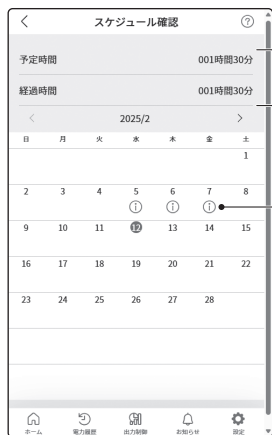 スケジュール確認 ?
予定時間 001時間30分
経過時間 001時間30分
< 2025/2 >
日 月 火 水 木 金 土
1
2 3 4 5 6 7 8
9 10 11 12 13 14 15
16 17 18 19 20 21 22
23 24 25 26 27 28
ホーム 電力履歴 出力制御 お知らせ 設定